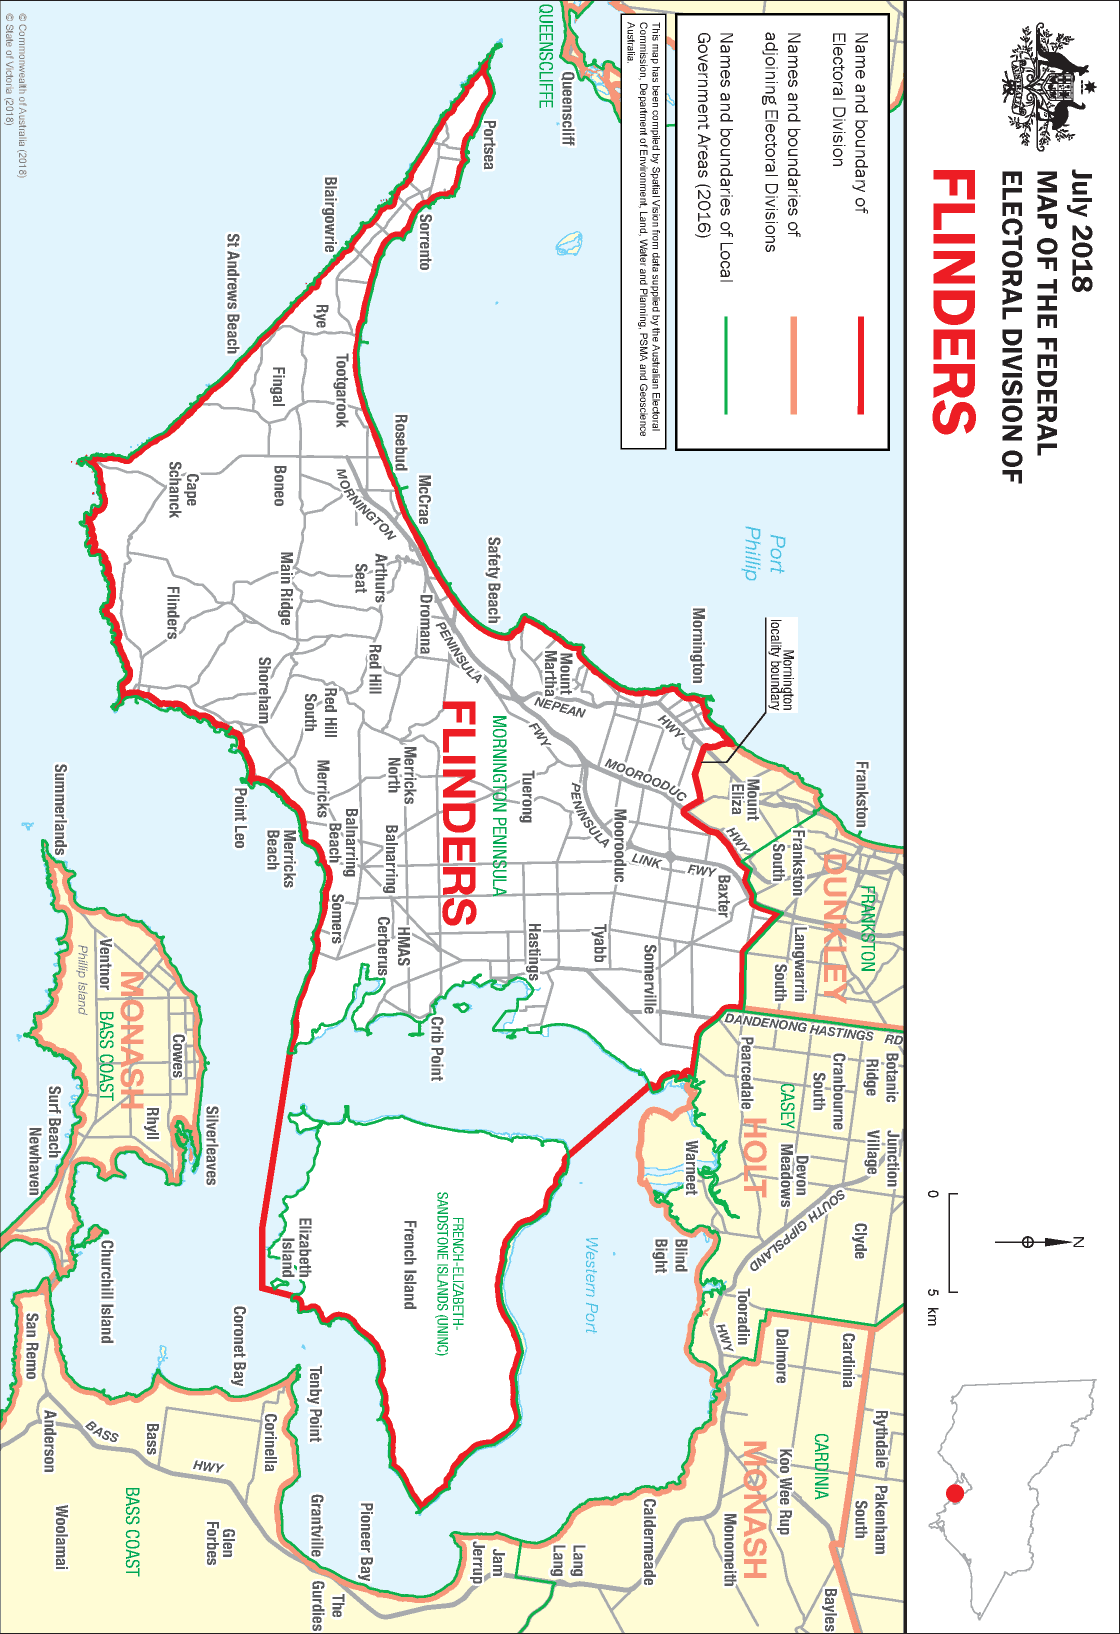 July 2018
MAP OF THE FEDERAL
ELECTORAL DIVISION OF
FLINDERS
Name and boundary of
Electoral Division
Names and boundaries of
adjoining Electoral Divisions
Names and boundaries of Local
Government Areas (2016)
This map has been compiled by Spatial Vision from data supplied by the Australian Electoral
Commission, Department of Environment, Land, Water and Planning, PSMA and Geoscience
Australia.
N
0 5 km
QUEENSCLIFFE
Queenscliff
Portsea
Sorrento
Blairgowrie
St Andrews Beach
Rye
Tootgarook
Fingal
Rosebud
McCrae
Boneo
Cape
Schanck
MORNINGTON
PENINSULA
FWY
Safety Beach
Arthurs
Seat
Main Ridge
Dromana
Flinders
Red Hill
Shoreham
Red Hill
South
Port
Phillip
Mornington
Mornington
locality boundary
Mount
Martha
NEPEAN
HWY
MOOROODUC
HWY
PENINSULA
LINK
FWY
FLINDERS
MORNINGTON PENINSULA
Tuerong
Moorooduc
Merricks
North
Merricks
Balnarring
Beach
Balnarring
Merricks
Beach
Point Leo
Somers
HMAS
Cerberus
Hastings
Tyabb
Somerville
Baxter
Crib Point
Mount
Eliza
Frankston
Frankston
South
DUNKLEY
FRANKSTON
Langwarrin
South
DANDENONG HASTINGS RD
Pearcedale
Botanic
Ridge
Cranbourne
South
CASEY
HOLT
Junction
Village
Devon
Meadows
Warneet
SOUTH GIPPSLAND
HWY
Clyde
Blind
Bight
Tooradin
Cardinia
Dalmore
Rythdale
Pakenham
South
CARDINIA
Koo Wee Rup
MONASH
Monomeith
Caldermeade
Bayles
Western Port
FRENCH-ELIZABETH-
SANDSTONE ISLANDS (UNINC)
French Island
Elizabeth
Island
Summerlands
Ventnor
Phillip Island
MONASH
BASS COAST
Cowes
Rhyll
Silverleaves
Surf Beach
Newhaven
Churchill Island
San Remo
Coronet Bay
Tenby Point
Corinella
Bass
BASS
HWY
Anderson
Woolamai
BASS COAST
Glen
Forbes
Grantville
Pioneer Bay
The
Gurdies
Jam
Jerrup
Lang
Lang
© Commonwealth of Australia (2018)
© State of Victoria (2018)